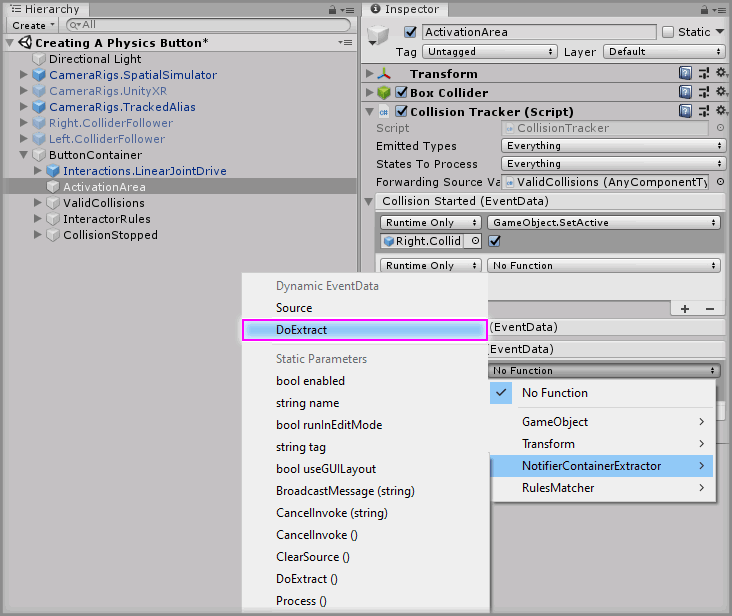 Hierarchy
Create
All
Creating A Physics Button*
Directional Light
CameraRigs.SpatialSimulator
CameraRigs.UnityXR
CameraRigs.TrackedAlias
Right.ColliderFollower
Left.ColliderFollower
ButtonContainer
Interactions.LinearJointDrive
ActivationArea
ValidCollisions
InteractorRules
CollisionStopped
Inspector
ActivationArea
Static
Tag Untagged Layer Default
Transform
Box Collider
Collision Tracker (Script)
Script CollisionTracker
Emitted Types Everything
States To Process Everything
Forwarding Source Va ValidCollisions (AnyComponentTy
Collision Started (EventData)
Runtime Only GameObject.SetActive
Right.Collid
Runtime Only No Function
(EventData)
(EventData)
No Function
No Function
GameObject
Transform
NotifierContainerExtractor
RulesMatcher
Dynamic EventData
Source
DoExtract
Static Parameters
bool enabled
string name
bool runInEditMode
string tag
bool useGUILayout
BroadcastMessage (string)
CancelInvoke (string)
CancelInvoke ()
ClearSource ()
DoExtract ()
Process ()